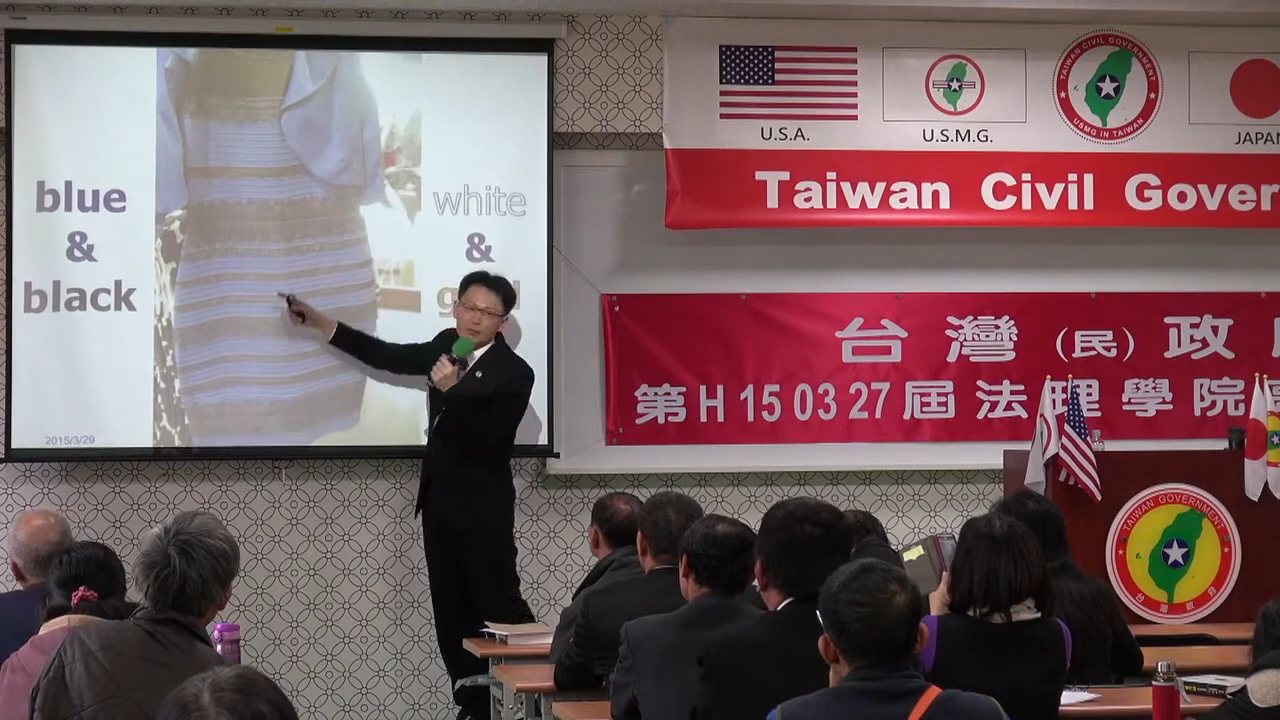 blue
&
black
white
&
2015/3/29
U.S.A.
U.S.M.G.
TAIWAN CIVIL GOVERNMENT
USMG IN TAIWAN
JAPAN
Taiwan Civil Gover
台灣(民)政
第H 15 03 27 屆法理學院
TAIWAN GOVERNMENT
台灣政府